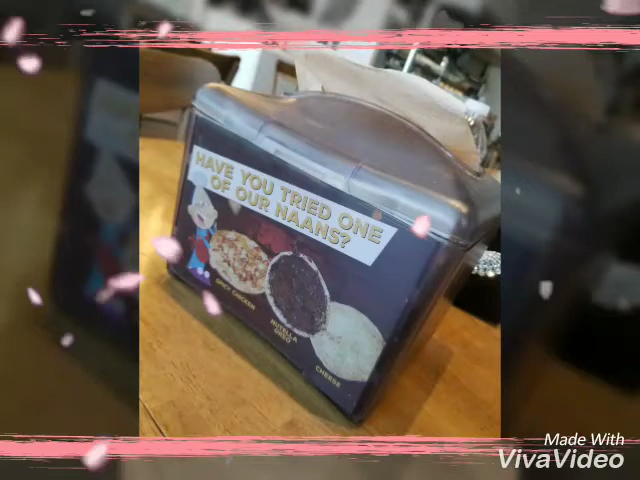 HAVE YOU TRIED ONE
OF OUR NAANS?
SPICY CHICKEN
NUTELLA
OREO
CHEESE
Made With
VivaVideo